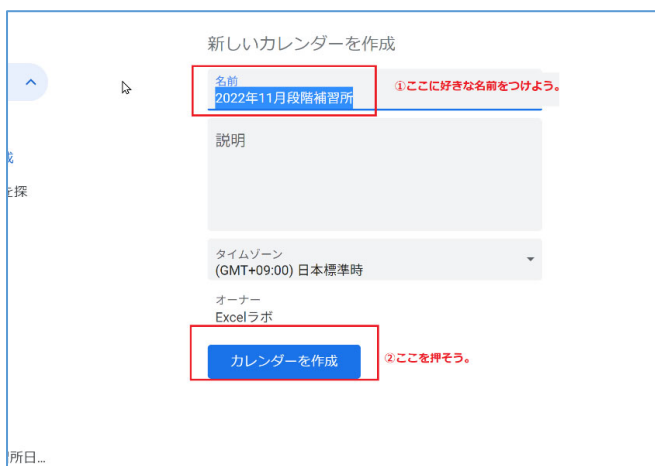 新しいカレンダーを作成
名前
2022年11月段階補習所
①ここに好きな名前をつけよう。
説明
を探
タイムゾーン
(GMT+09:00) 日本標準時
オーナー
Excelラボ
カレンダーを作成
②ここを押そう。
所日...